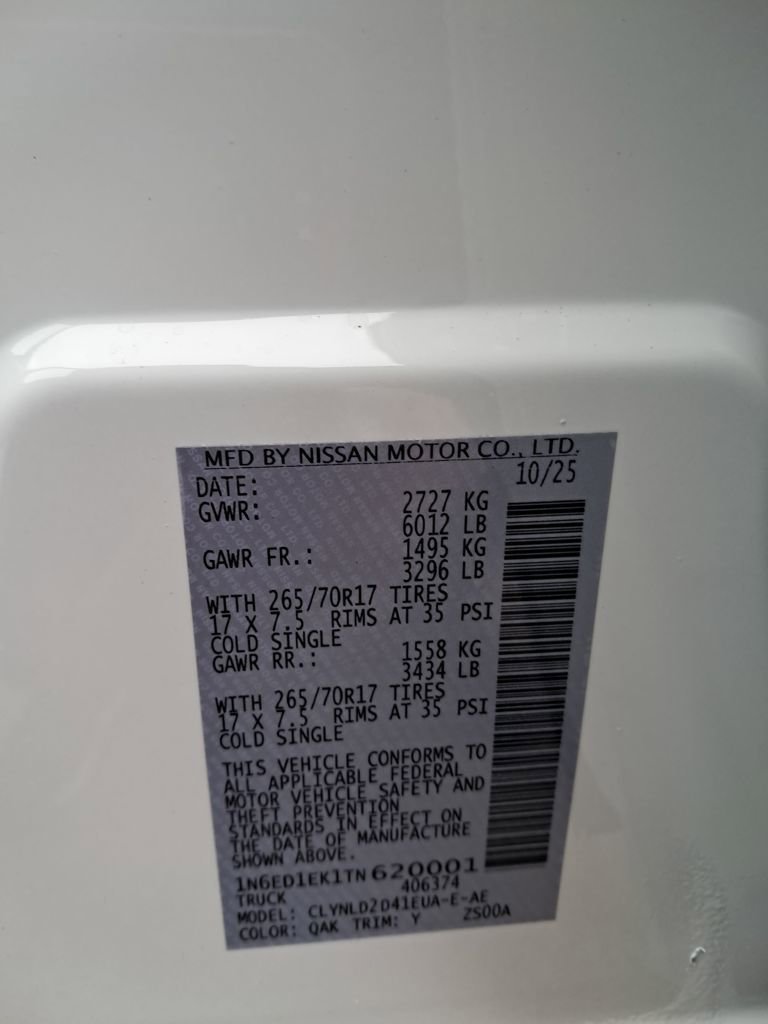 MFD BY NISSAN MOTOR CO., LTD.
DATE: 10/25
GVWR: 2727 KG
6012 LB
GAWR FR.: 1495 KG
3296 LB
WITH 265/70R17 TIRES
17 X 7.5 RIMS AT 35 PSI
COLD SINGLE
GAWR RR.: 1558 KG
3434 LB
WITH 265/70R17 TIRES
17 X 7.5 RIMS AT 35 PSI
COLD SINGLE
THIS VEHICLE CONFORMS TO
ALL APPLICABLE FEDERAL
MOTOR VEHICLE SAFETY AND
THEFT PREVENTION
STANDARDS IN EFFECT ON
THE DATE OF MANUFACTURE
SHOWN ABOVE.
1N6ED1EK1TN620001
TRUCK 406374
MODEL: CLYNLD2D41EUA-E-AE
COLOR: QAK TRIM: Y ZS00A